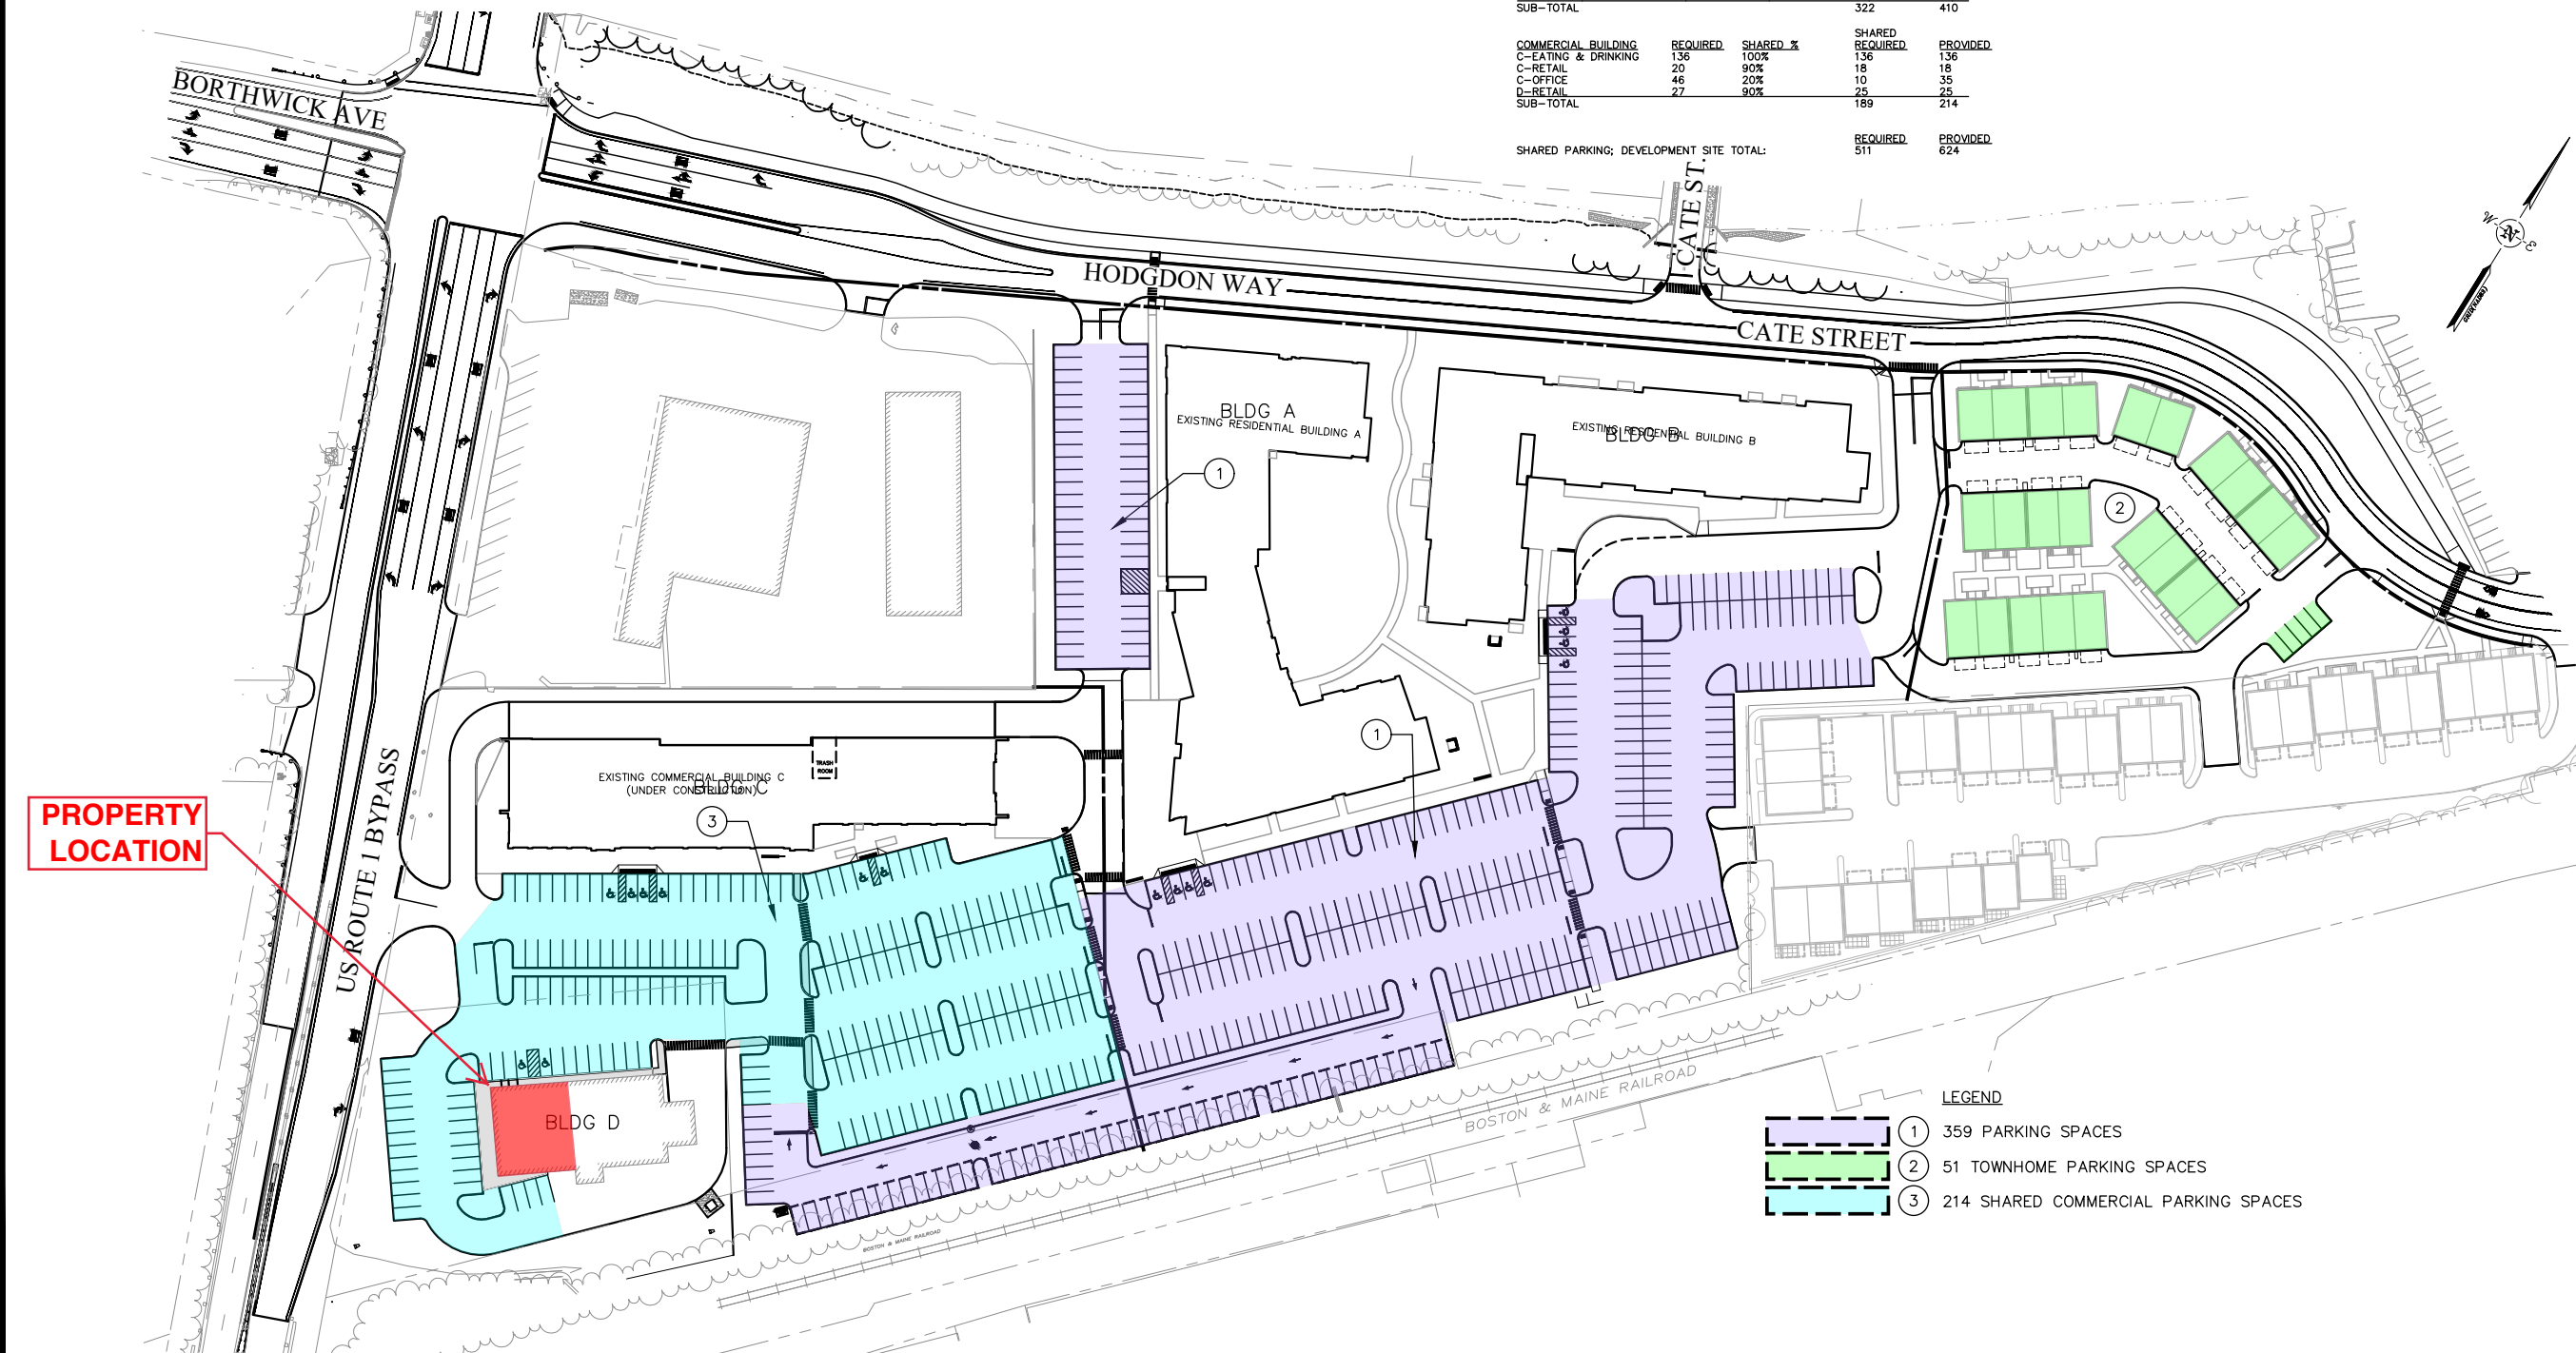 SUB-TOTAL 322 410
SHARED
COMMERCIAL BUILDING REQUIRED SHARED % REQUIRED PROVIDED
C-EATING & DRINKING 136 100% 136 136
C-RETAIL 20 90% 18 18
C-OFFICE 46 20% 10 35
D-RETAIL 27 90% 25 25
SUB-TOTAL 189 214
REQUIRED PROVIDED
SHARED PARKING; DEVELOPMENT SITE TOTAL: 511 624
BORTHWICK AVE
CATE ST.
W N E
HODGDON WAY
CATE STREET
BLDG A
EXISTING RESIDENTIAL BUILDING A
EXISTING RESIDENTIAL BUILDING B
BLDG B
1
2
1
TRASH
ROOM
EXISTING COMMERCIAL BUILDING C
(UNDER CONSTRUCTION)
BLDG C
3
PROPERTY
LOCATION
US ROUTE 1 BYPASS
BLDG D
BOSTON & MAINE RAILROAD
BOSTON & MAINE RAILROAD
LEGEND
1 359 PARKING SPACES
2 51 TOWNHOME PARKING SPACES
3 214 SHARED COMMERCIAL PARKING SPACES